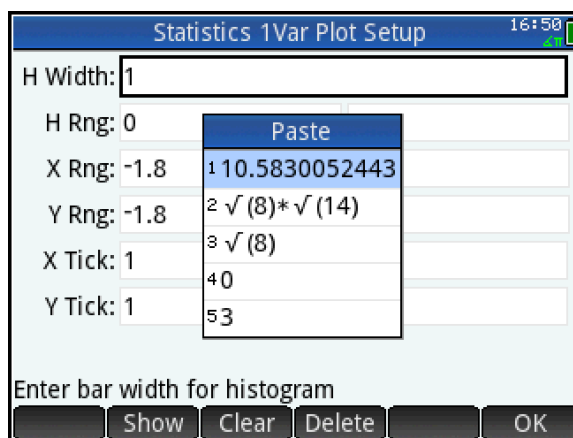 Statistics 1Var Plot Setup 16:50
∡π
H Width: 1
H Rng: 0
X Rng: -1.8
Y Rng: -1.8
X Tick: 1
Y Tick: 1
Paste
1 10.5830052443
2 √(8)*√(14)
3 √(8)
4 0
5 3
Enter bar width for histogram
Show Clear Delete OK